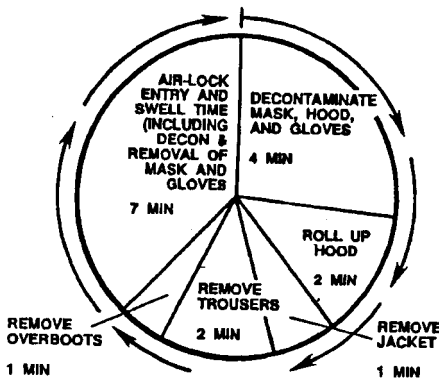 AIR-LOCK
ENTRY AND
SWELL TIME
(INCLUDING
DECON &
REMOVAL OF
MASK AND
GLOVES
7 MIN
DECONTAMINATE
MASK, HOOD,
AND GLOVES
4 MIN
ROLL UP
HOOD
2 MIN
REMOVE
TROUSERS
2 MIN
REMOVE
OVERBOOTS
1 MIN
REMOVE
JACKET
1 MIN